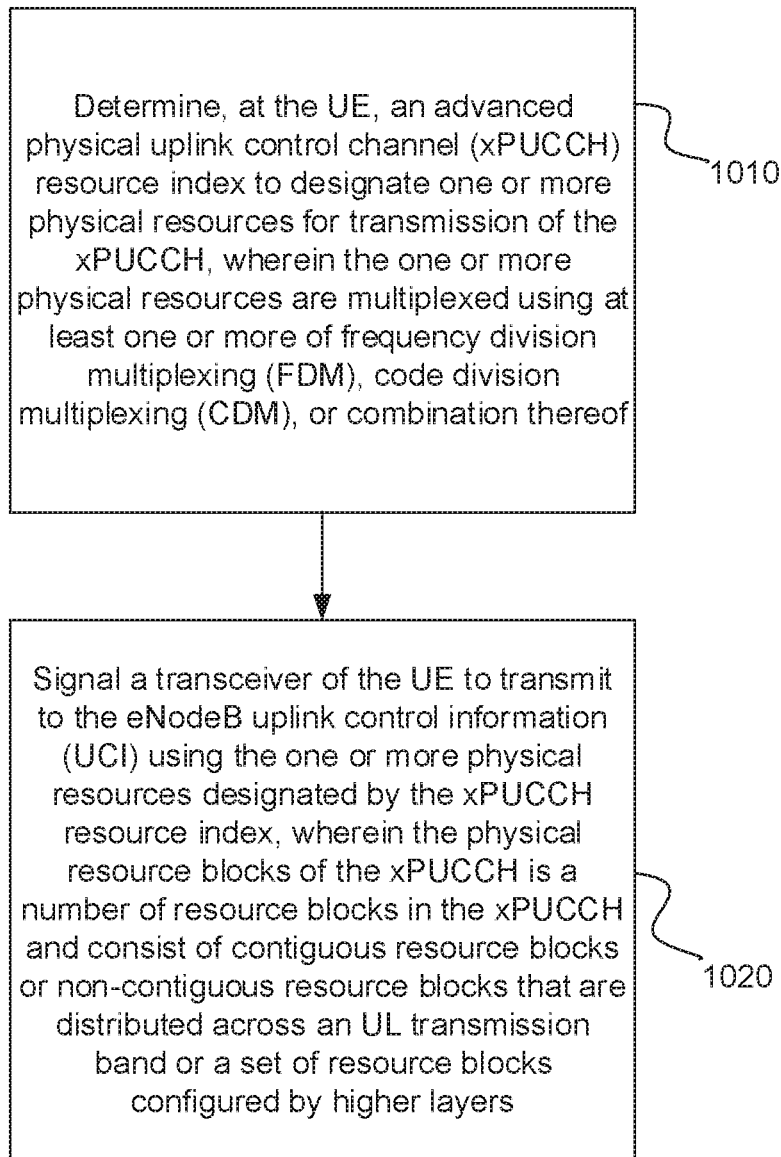 Determine, at the UE, an advanced
physical uplink control channel (xPUCCH)
resource index to designate one or more
physical resources for transmission of the
xPUCCH, wherein the one or more
physical resources are multiplexed using at
least one or more of frequency division
multiplexing (FDM), code division
multiplexing (CDM), or combination thereof
1010
Signal a transceiver of the UE to transmit
to the eNodeB uplink control information
(UCI) using the one or more physical
resources designated by the xPUCCH
resource index, wherein the physical
resource blocks of the xPUCCH is a
number of resource blocks in the xPUCCH
and consist of contiguous resource blocks
or non-contiguous resource blocks that are
distributed across an UL transmission
band or a set of resource blocks
configured by higher layers
1020